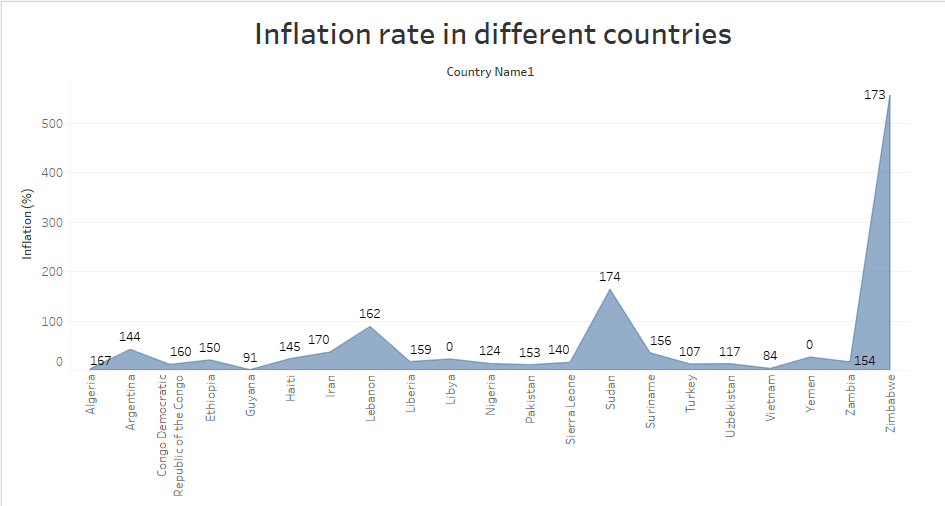 Inflation rate in different countries
Country Name1
Inflation (%)
500
400
300
200
100
0
167
144
160
150
91
145
170
162
159
0
124
153
140
174
156
107
117
84
0
154
173
Algeria
Argentina
Congo Democratic
Republic of the Congo
Ethiopia
Guyana
Haiti
Iran
Lebanon
Liberia
Libya
Nigeria
Pakistan
Sierra Leone
Sudan
Suriname
Turkey
Uzbekistan
Vietnam
Yemen
Zambia
Zimbabwe